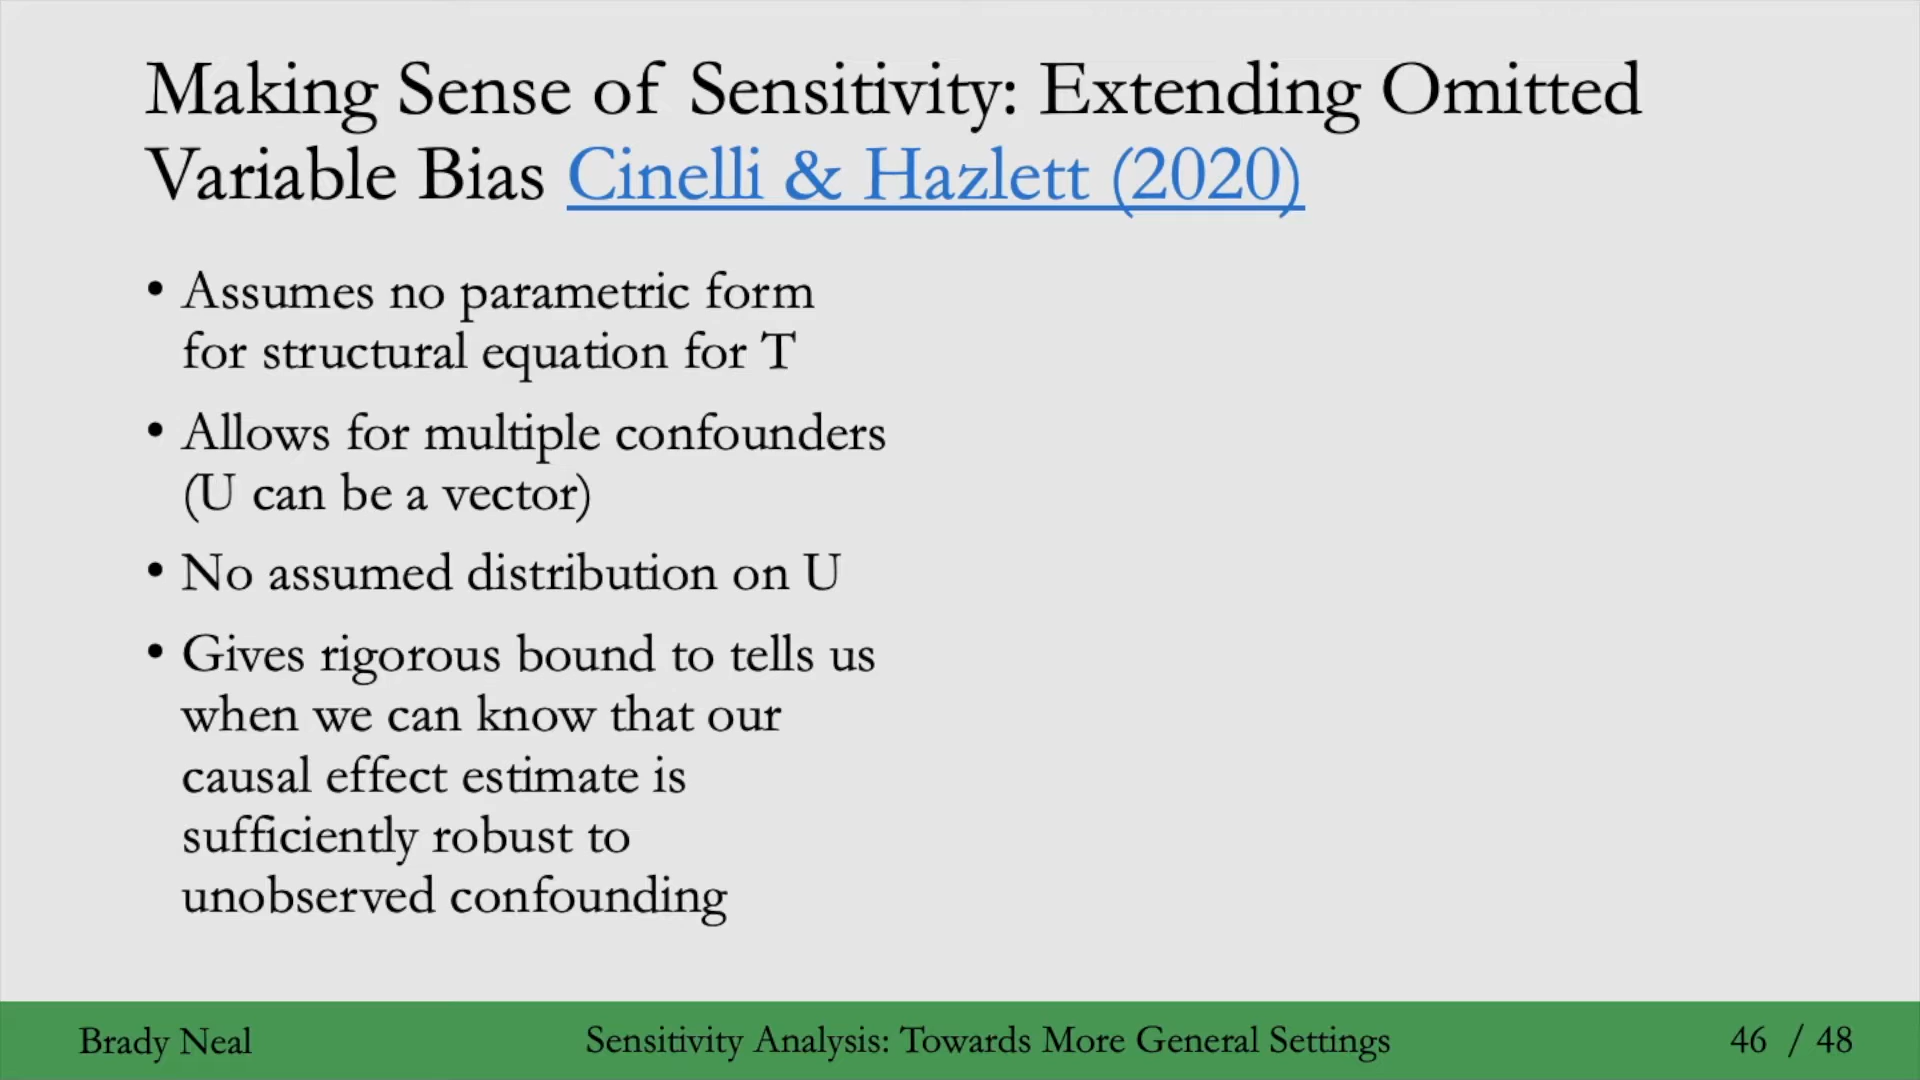 Making Sense of Sensitivity: Extending Omitted
Variable Bias Cinelli & Hazlett (2020)
• Assumes no parametric form
for structural equation for T
• Allows for multiple confounders
(U can be a vector)
• No assumed distribution on U
• Gives rigorous bound to tells us
when we can know that our
causal effect estimate is
sufficiently robust to
unobserved confounding
Brady Neal
Sensitivity Analysis: Towards More General Settings
46 / 48